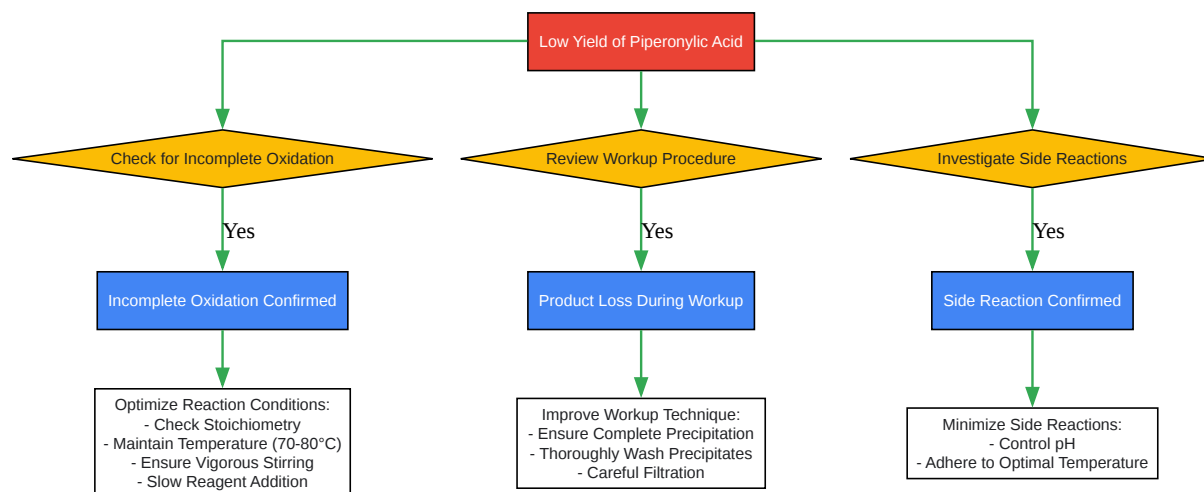 Low Yield of Piperonylic Acid
Check for Incomplete Oxidation
Review Workup Procedure
Investigate Side Reactions
Yes
Yes
Yes
Incomplete Oxidation Confirmed
Product Loss During Workup
Side Reaction Confirmed
Optimize Reaction Conditions:
- Check Stoichiometry
- Maintain Temperature (70-80°C)
- Ensure Vigorous Stirring
- Slow Reagent Addition
Improve Workup Technique:
- Ensure Complete Precipitation
- Thoroughly Wash Precipitates
- Careful Filtration
Minimize Side Reactions:
- Control pH
- Adhere to Optimal Temperature